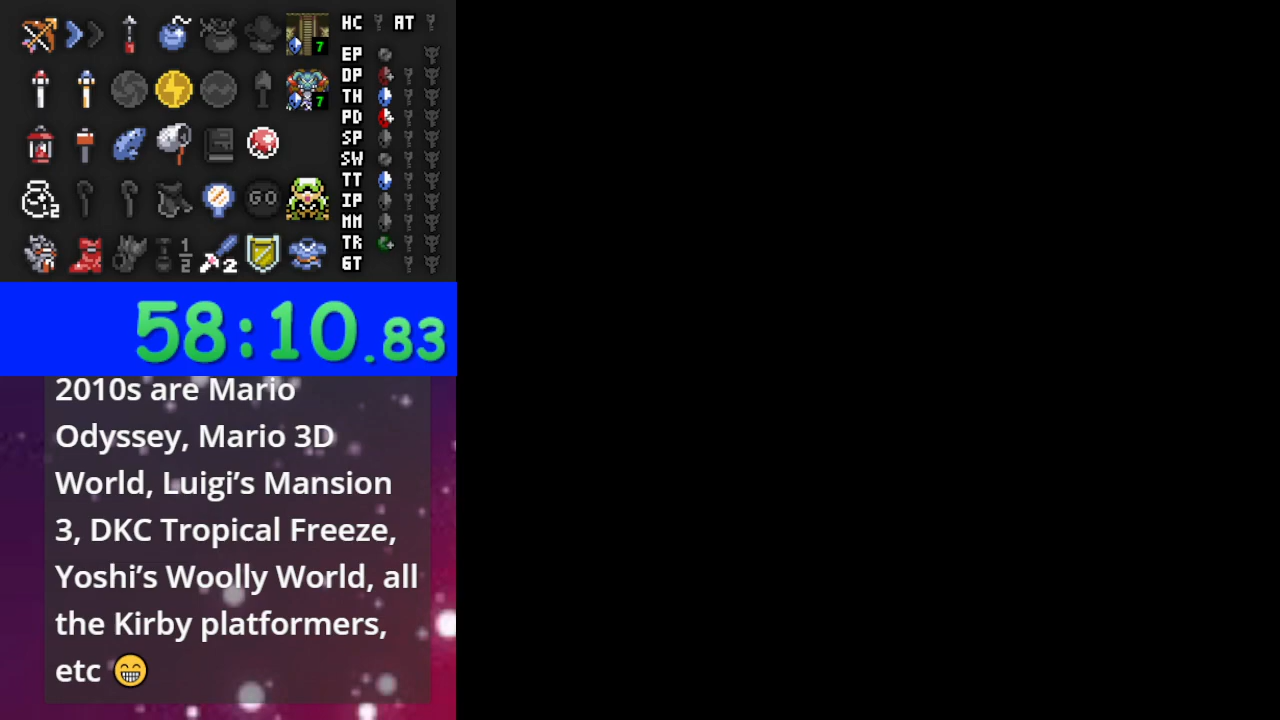 HC AT
7
EP
DP
7
TH
PD
SP
SW
2
GO
TT
IP
MM
1/2
2
TR
GT
58:10.83
2010s are Mario
Odyssey, Mario 3D
World, Luigi’s Mansion
3, DKC Tropical Freeze,
Yoshi’s Woolly World, all
the Kirby platformers,
etc 😁